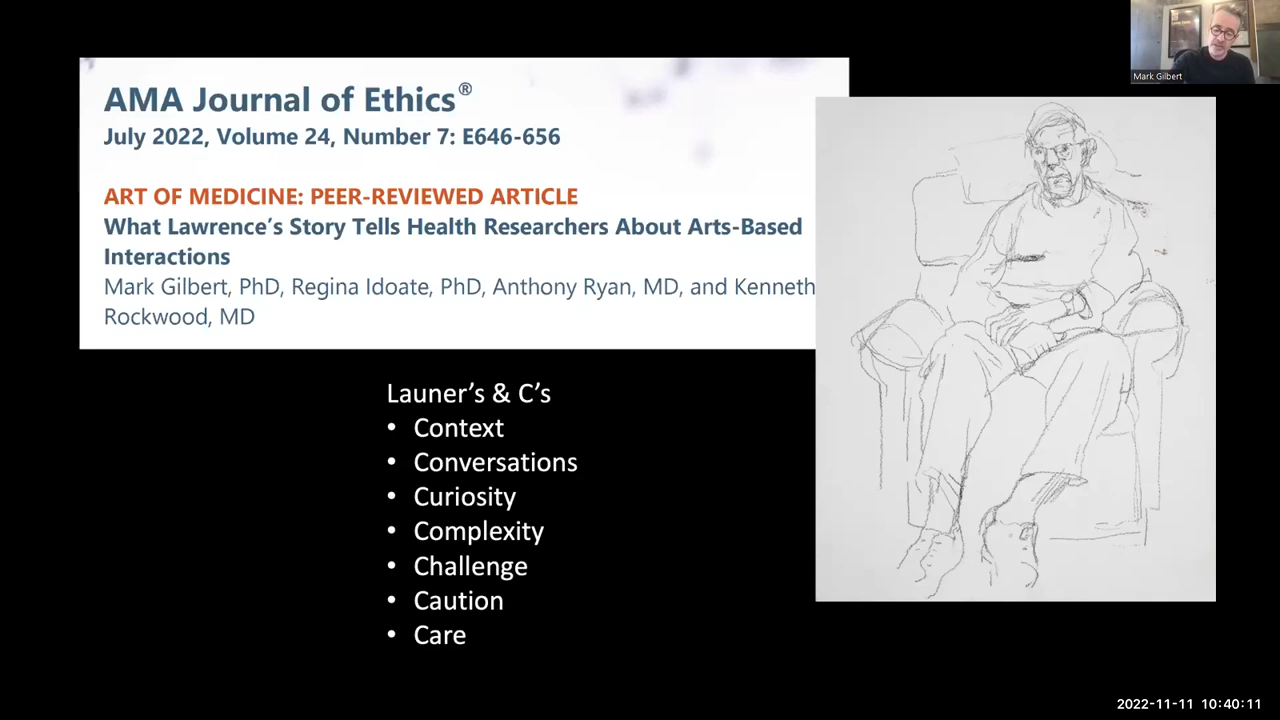 Mark Gilbert
AMA Journal of Ethics®
July 2022, Volume 24, Number 7: E646-656
ART OF MEDICINE: PEER-REVIEWED ARTICLE
What Lawrence’s Story Tells Health Researchers About Arts-Based
Interactions
Mark Gilbert, PhD, Regina Idoate, PhD, Anthony Ryan, MD, and Kenneth
Rockwood, MD
Launer’s & C’s
• Context
• Conversations
• Curiosity
• Complexity
• Challenge
• Caution
• Care
2022-11-11 10:40:11